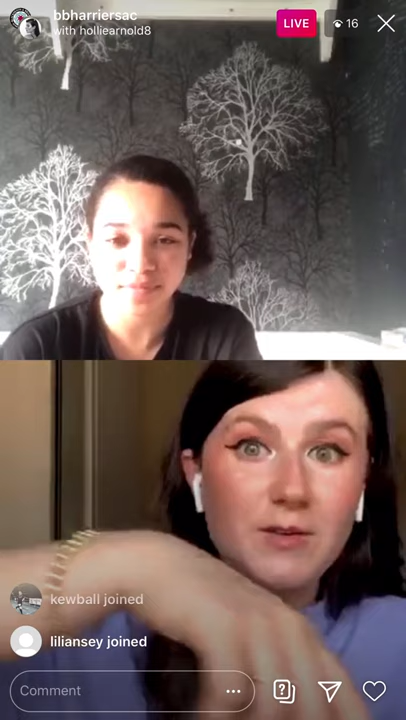 bbharriersac
with holliearnold8
LIVE
16
kewball joined
liliansey joined
Comment